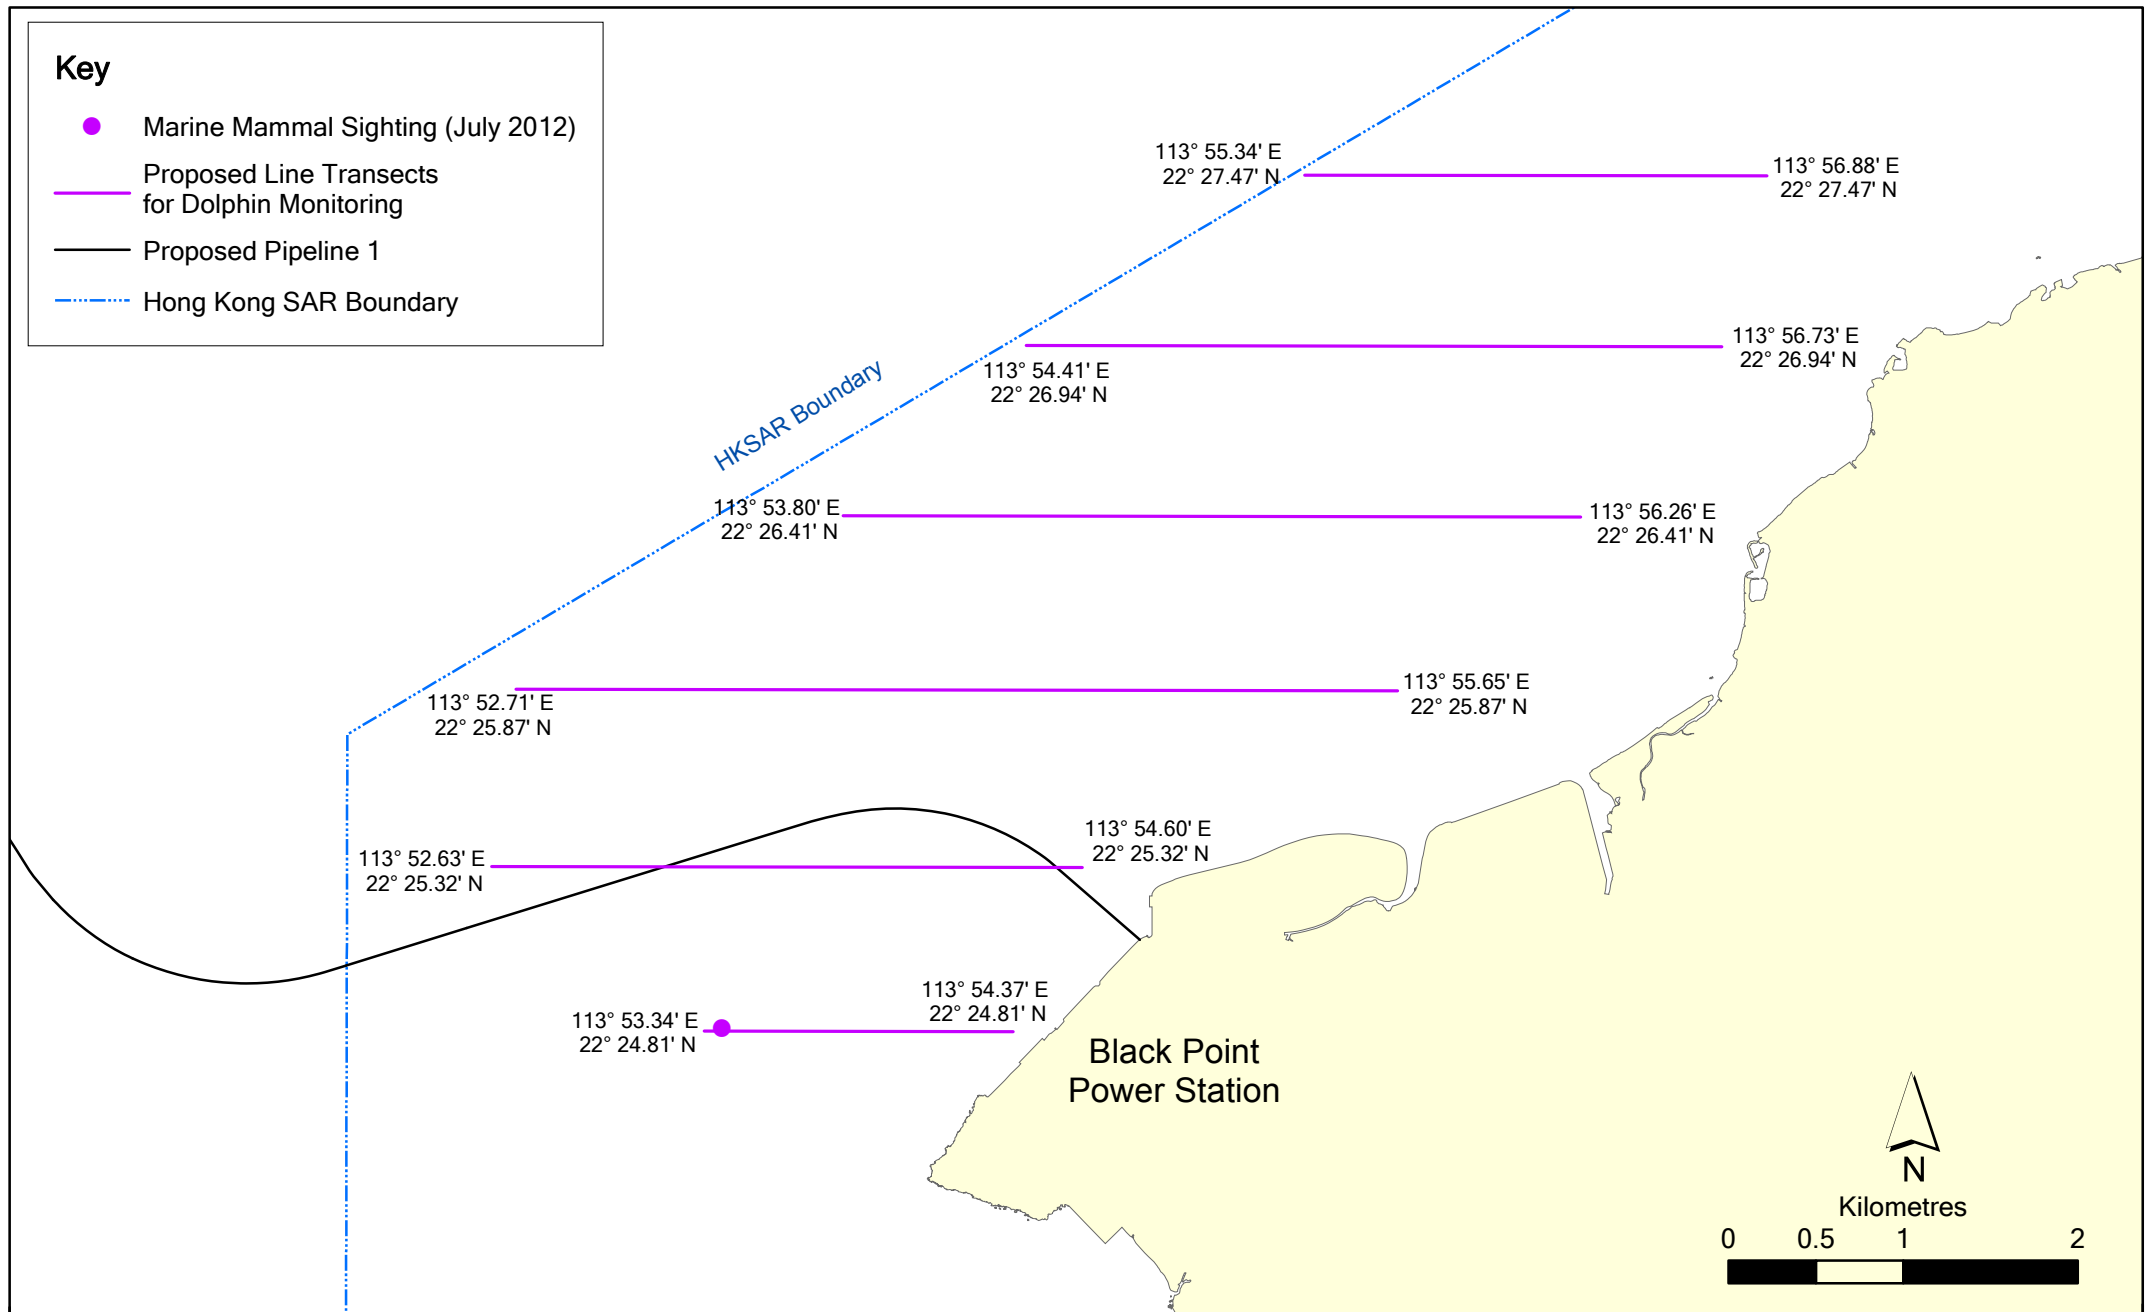 Key
Marine Mammal Sighting (July 2012)
Proposed Line Transects
for Dolphin Monitoring
Proposed Pipeline 1
Hong Kong SAR Boundary
113° 55.34' E
22° 27.47' N
113° 56.88' E
22° 27.47' N
113° 54.41' E
22° 26.94' N
113° 56.73' E
22° 26.94' N
HKSAR Boundary
113° 53.80' E
22° 26.41' N
113° 56.26' E
22° 26.41' N
113° 52.71' E
22° 25.87' N
113° 55.65' E
22° 25.87' N
113° 52.63' E
22° 25.32' N
113° 54.60' E
22° 25.32' N
113° 53.34' E
22° 24.81' N
113° 54.37' E
22° 24.81' N
Black Point
Power Station
N
Kilometres
0 0.5 1 2